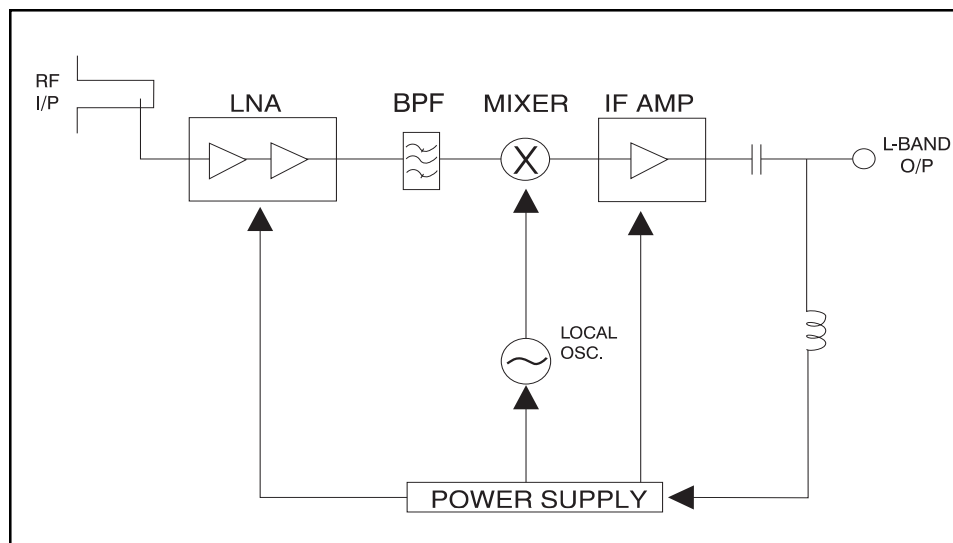 RF
I/P
LNA
BPF
MIXER
IF AMP
L-BAND
O/P
X
LOCAL
OSC.
POWER SUPPLY